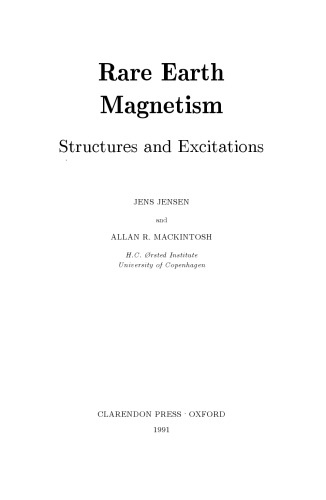 Rare Earth
Magnetism
Structures and Excitations
JENS JENSEN
and
ALLAN R. MACKINTOSH
H.C. Ørsted Institute
University of Copenhagen
CLARENDON PRESS · OXFORD
1991